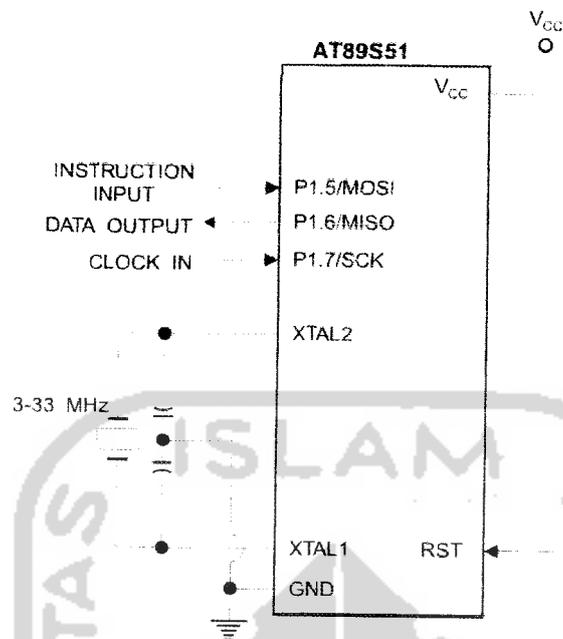 VCC
AT89S51
VCC
INSTRUCTION
INPUT
P1.5/MOSI
DATA OUTPUT
P1.6/MISO
CLOCK IN
P1.7/SCK
XTAL2
3-33 MHz
ISLAM
TAS
XTAL1
RST
GND